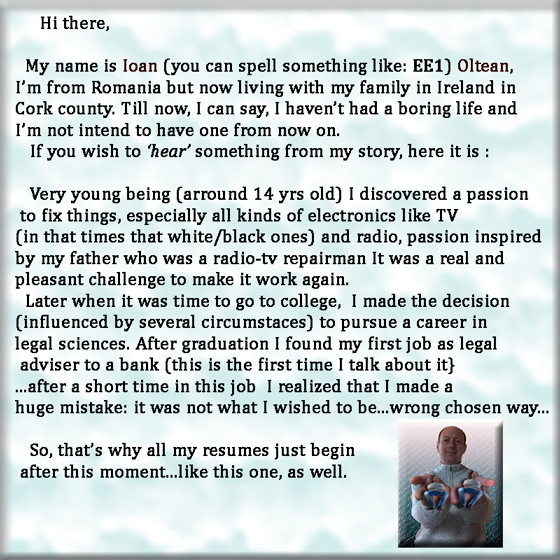 Hi there,
My name is Ioan (you can spell something like: EE1) Oltean,
I'm from Romania but now living with my family in Ireland in
Cork county. Till now, I can say, I haven't had a boring life and
I'm not intend to have one from now on.
If you wish to 'hear' something from my story, here it is :
Very young being (arround 14 yrs old) I discovered a passion
to fix things, especially all kinds of electronics like TV
(in that times that white/black ones) and radio, passion inspired
by my father who was a radio-tv repairman It was a real and
pleasant challenge to make it work again.
Later when it was time to go to college, I made the decision
(influenced by several circumstaces) to pursue a career in
legal sciences. After graduation I found my first job as legal
adviser to a bank (this is the first time I talk about it}
...after a short time in this job I realized that I made a
huge mistake: it was not what I wished to be...wrong chosen way...
So, that's why all my resumes just begin
after this moment...like this one, as well.